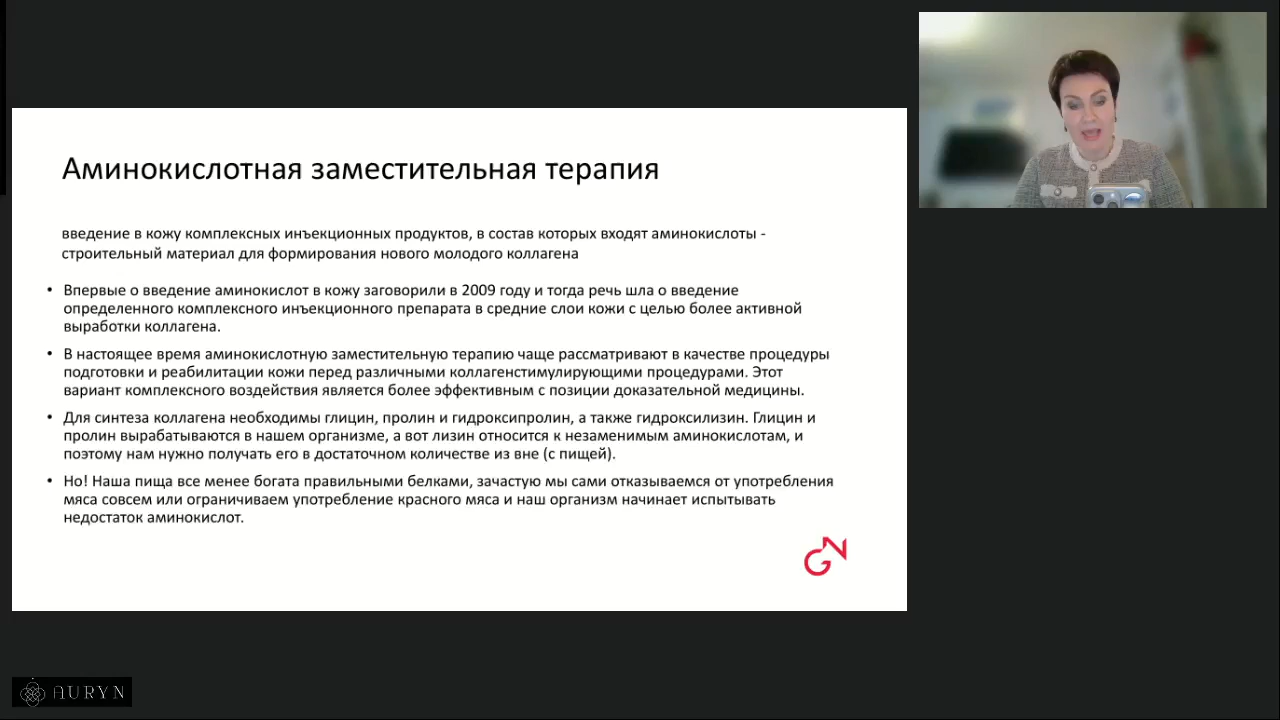 Аминокислотная заместительная терапия
введение в кожу комплексных инъекционных продуктов, в состав которых входят аминокислоты -
строительный материал для формирования нового молодого коллагена
• Впервые о введение аминокислот в кожу заговорили в 2009 году и тогда речь шла о введение
определенного комплексного инъекционного препарата в средние слои кожи с целью более активной
выработки коллагена.
• В настоящее время аминокислотную заместительную терапию чаще рассматривают в качестве процедуры
подготовки и реабилитации кожи перед различными коллагенстимулирующими процедурами. Этот
вариант комплексного воздействия является более эффективным с позиции доказательной медицины.
• Для синтеза коллагена необходимы глицин, пролин и гидроксипролин, а также гидроксилизин. Глицин и
пролин вырабатываются в нашем организме, а вот лизин относится к незаменимым аминокислотам, и
поэтому нам нужно получать его в достаточном количестве из вне (с пищей).
• Но! Наша пища все менее богата правильными белками, зачастую мы сами отказываемся от употребления
мяса совсем или ограничиваем употребление красного мяса и наш организм начинает испытывать
недостаток аминокислот.
GN
AURYN